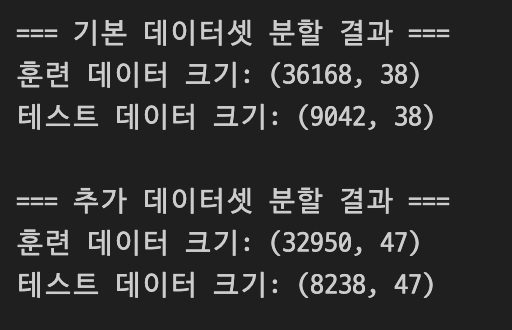 === 기본 데이터셋 분할 결과 ===
훈련 데이터 크기: (36168, 38)
테스트 데이터 크기: (9042, 38)
=== 추가 데이터셋 분할 결과 ===
훈련 데이터 크기: (32950, 47)
테스트 데이터 크기: (8238, 47)